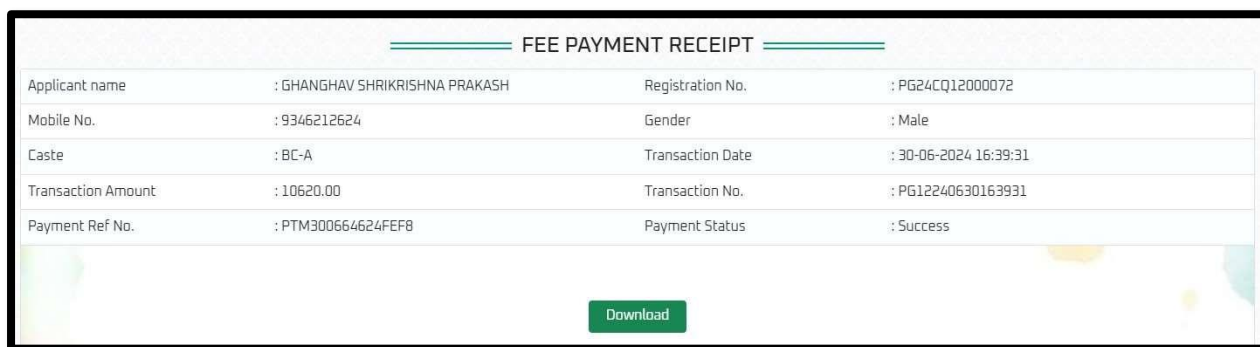 FEE PAYMENT RECEIPT
Applicant name : GHANGHAV SHRIKRISHNA PRAKASH Registration No. : PG24CQ12000072
Mobile No. : 9346212624 Gender : Male
Caste : BC-A Transaction Date : 30-06-2024 16:39:31
Transaction Amount : 10620.00 Transaction No. : PG12240630163931
Payment Ref No. : PTM300664624FEF8 Payment Status : Success
Download